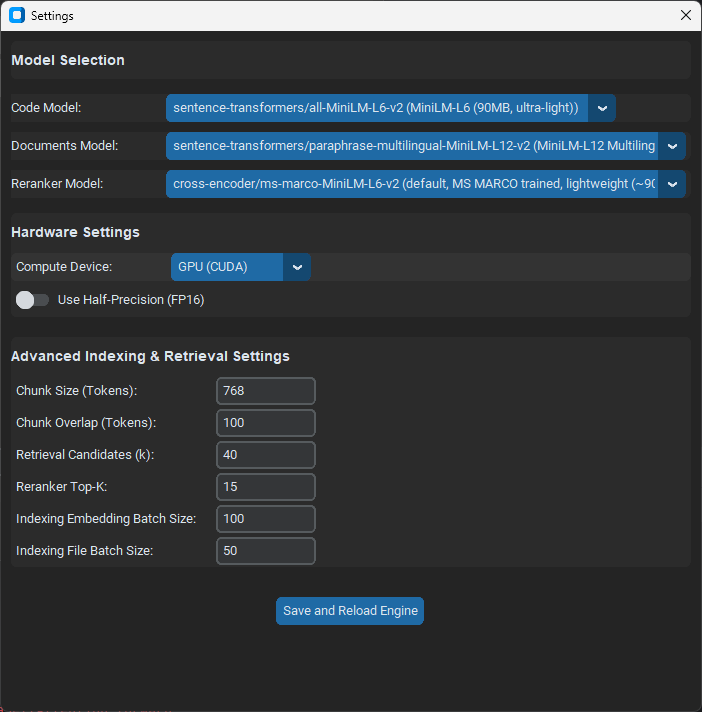 Settings
Model Selection
Code Model: sentence-transformers/all-MiniLM-L6-v2 (MiniLM-L6 (90MB, ultra-light))
Documents Model: sentence-transformers/paraphrase-multilingual-MiniLM-L12-v2 (MiniLM-L12 Multiling
Reranker Model: cross-encoder/ms-marco-MiniLM-L6-v2 (default, MS MARCO trained, lightweight (~90
Hardware Settings
Compute Device: GPU (CUDA)
Use Half-Precision (FP16)
Advanced Indexing & Retrieval Settings
Chunk Size (Tokens): 768
Chunk Overlap (Tokens): 100
Retrieval Candidates (k): 40
Reranker Top-K: 15
Indexing Embedding Batch Size: 100
Indexing File Batch Size: 50
Save and Reload Engine